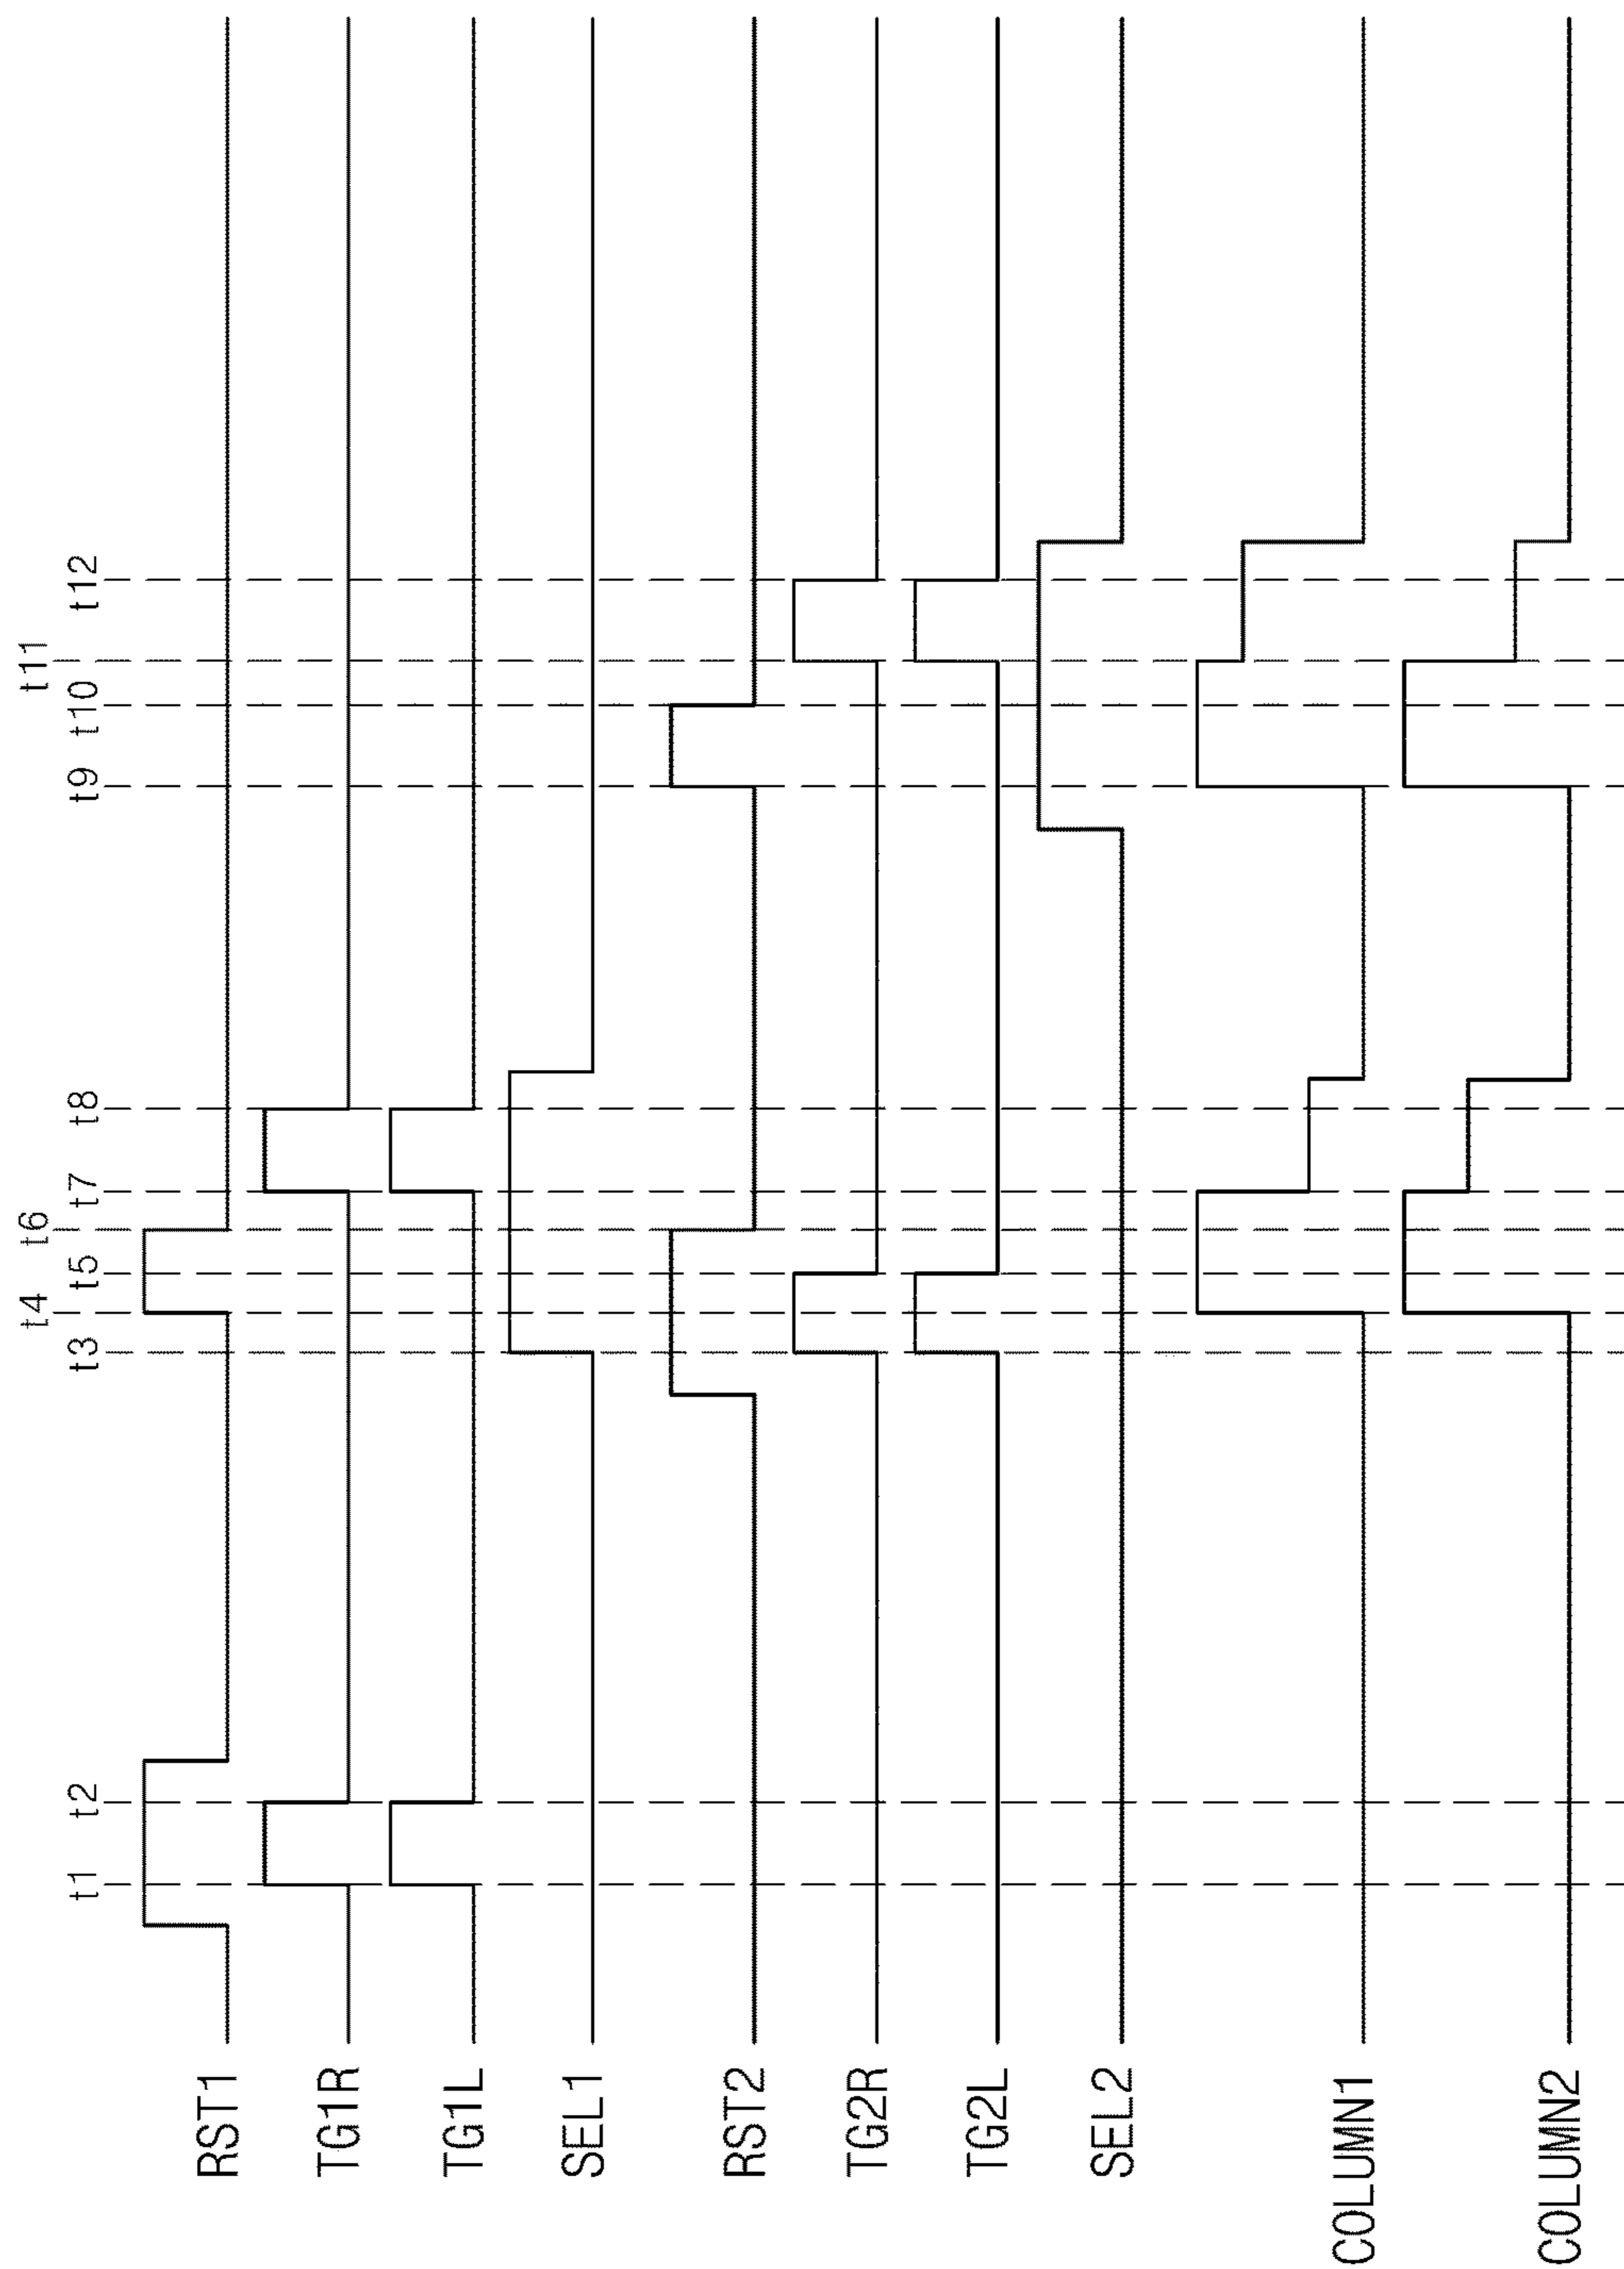 t1
t2
t3
t4
t5
t6
t7
t8
t9
t10
t11
t12
RST1
TG1R
TG1L
SEL1
RST2
TG2R
TG2L
SEL2
COLUMN1
COLUMN2